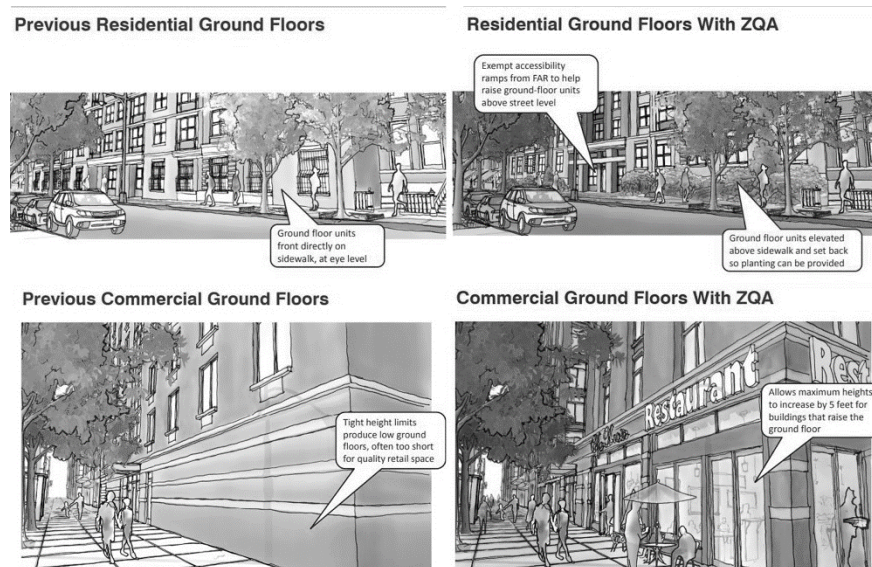 Previous Residential Ground Floors
Residential Ground Floors With ZQA
Exempt accessibility
ramps from FAR to help
raise ground-floor units
above street level
Ground floor units
front directly on
sidewalk, at eye level
Ground floor units elevated
above sidewalk and set back
so planting can be provided
Previous Commercial Ground Floors
Commercial Ground Floors With ZQA
Tight height limits
produce low ground
floors, often too short
for quality retail space
Restaurant
Rest
Allows maximum heights
to increase by 5 feet for
buildings that raise the
ground floor